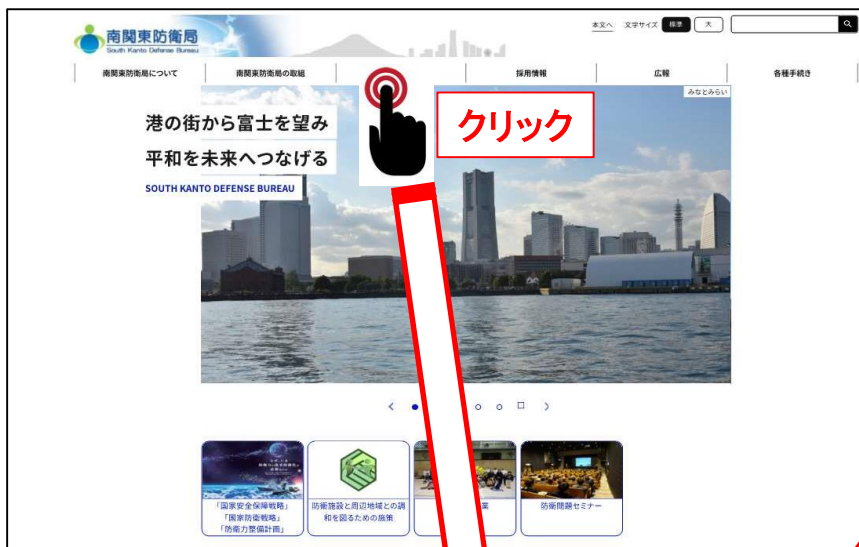 南関東防衛局
South Kanto Defense Bureau
本文へ 文字サイズ 標準 大
南関東防衛局について 南関東防衛局の取組 採用情報 広報 各種手続き
みなとみらい
クリック
港の街から富士を望み
平和を未来へつなげる
SOUTH KANTO DEFENSE BUREAU
「国家安全保障戦略」
「国家防衛戦略」
「防衛力整備計画」
防衛施設と周辺地域との調
和を図るための施策
業
防衛問題セミナー